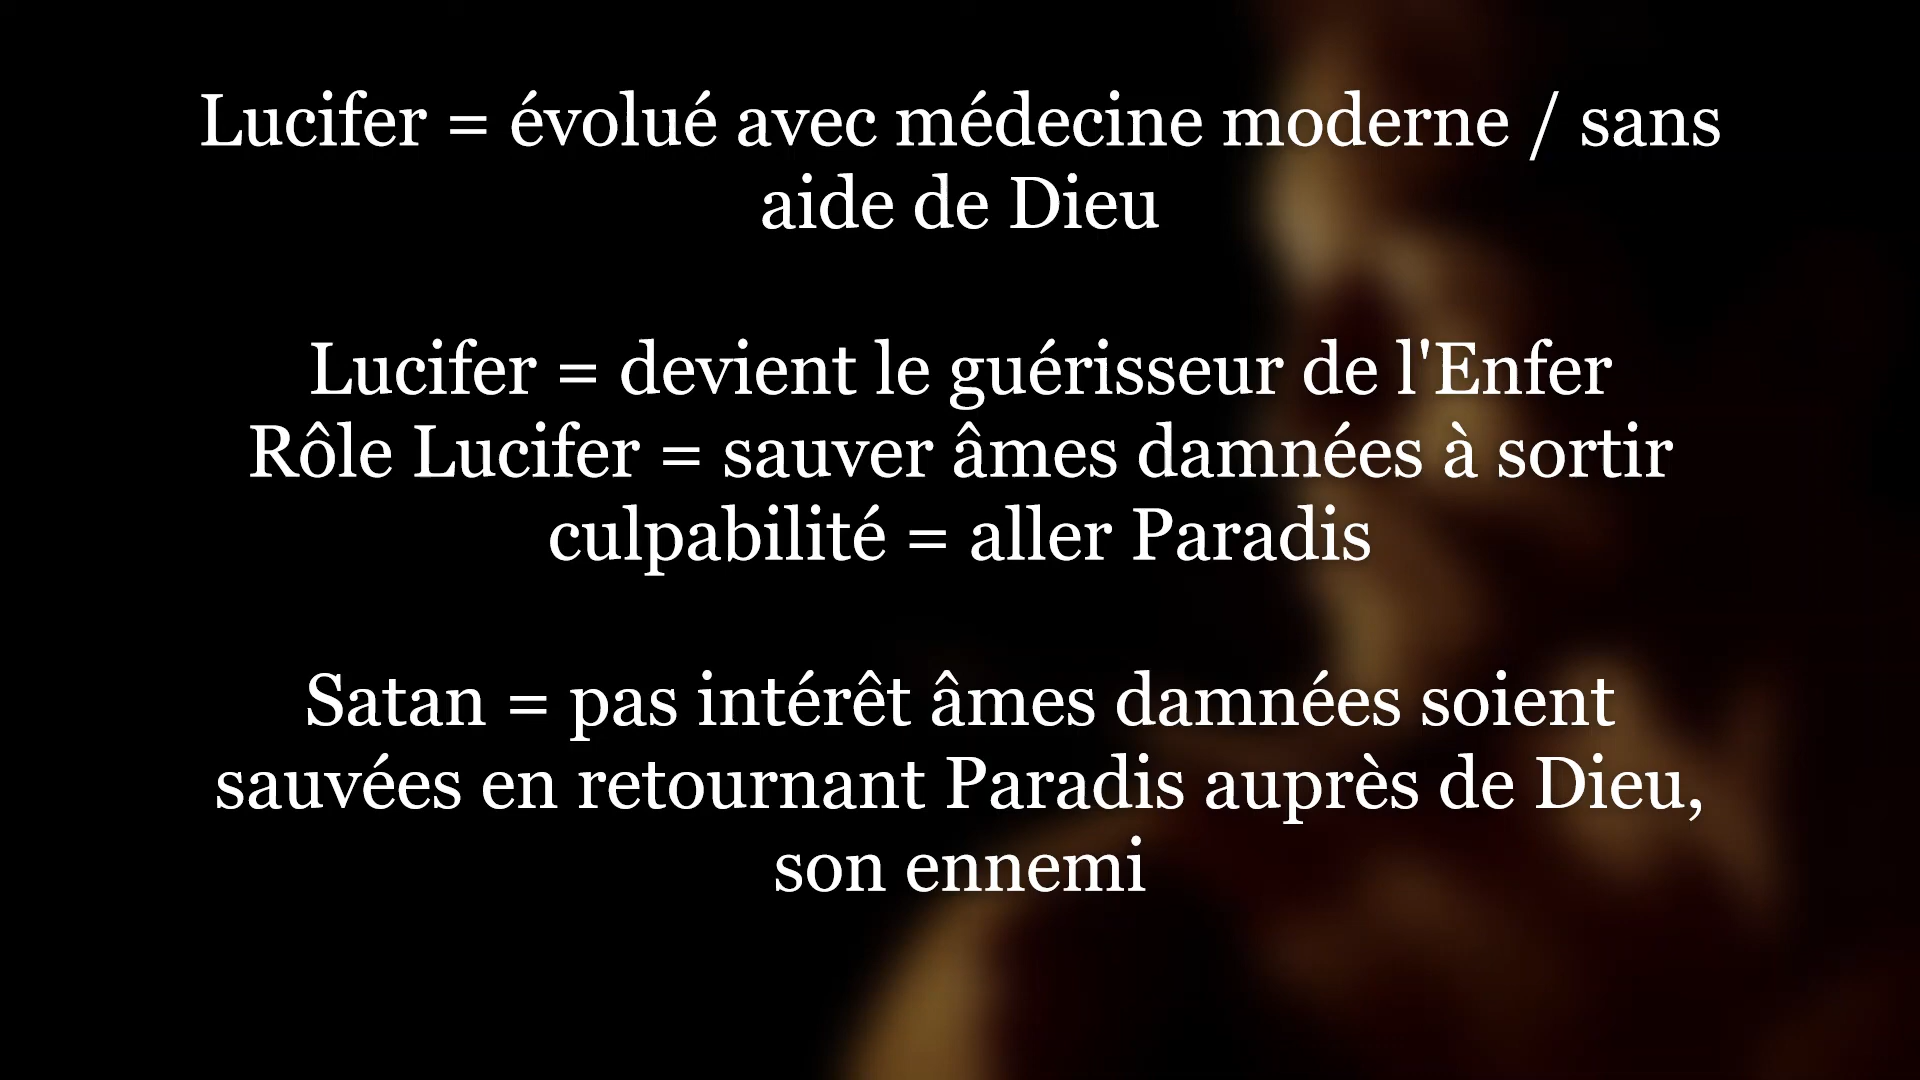 Lucifer = évolué avec médecine moderne / sans
aide de Dieu
Lucifer = devient le guérisseur de l'Enfer
Rôle Lucifer = sauver âmes damnées à sortir
culpabilité = aller Paradis
Satan = pas intérêt âmes damnées soient
sauvées en retournant Paradis auprès de Dieu,
son ennemi